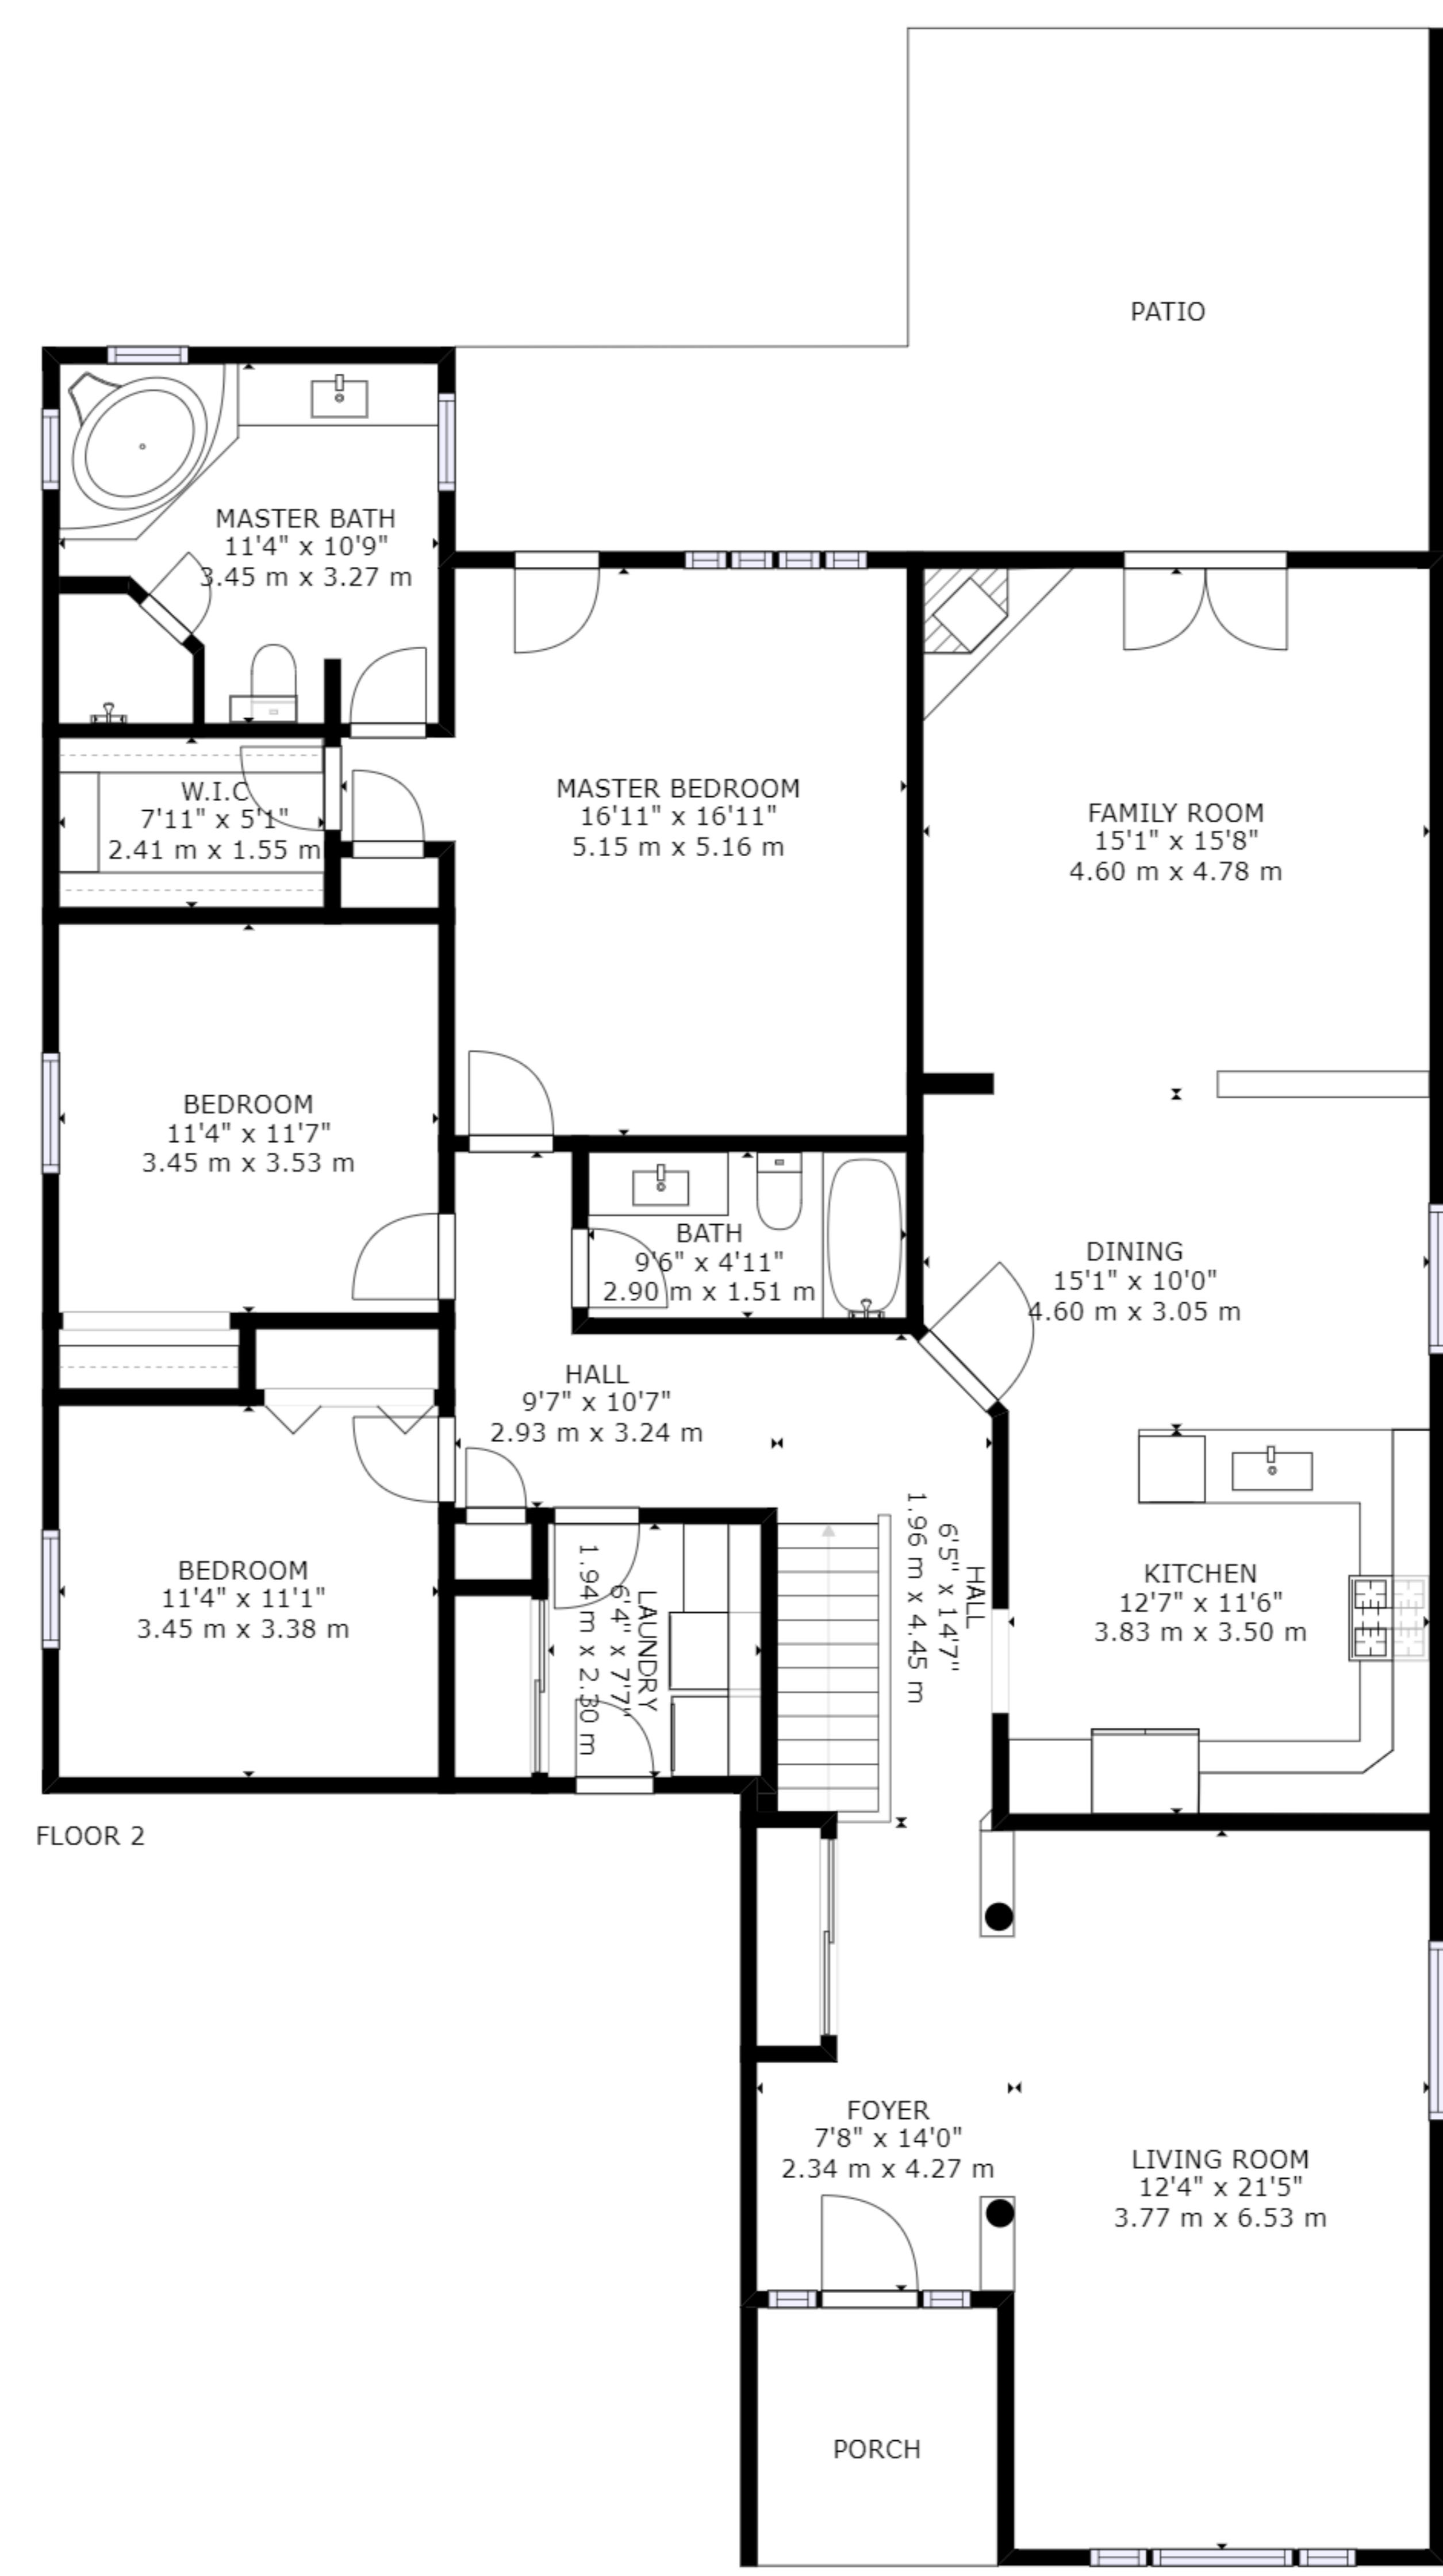 PATIO
MASTER BATH
11'4" x 10'9"
3.45 m x 3.27 m
W.I.C
7'11" x 5'1"
2.41 m x 1.55 m
MASTER BEDROOM
16'11" x 16'11"
5.15 m x 5.16 m
FAMILY ROOM
15'1" x 15'8"
4.60 m x 4.78 m
BEDROOM
11'4" x 11'7"
3.45 m x 3.53 m
BATH
9'6" x 4'11"
2.90 m x 1.51 m
DINING
15'1" x 10'0"
4.60 m x 3.05 m
HALL
9'7" x 10'7"
2.93 m x 3.24 m
BEDROOM
11'4" x 11'1"
3.45 m x 3.38 m
LAUNDRY
6'4" x 7'7"
1.94 m x 2.30 m
HALL
6'5" x 14'7"
1.96 m x 4.45 m
KITCHEN
12'7" x 11'6"
3.83 m x 3.50 m
FLOOR 2
FOYER
7'8" x 14'0"
2.34 m x 4.27 m
LIVING ROOM
12'4" x 21'5"
3.77 m x 6.53 m
PORCH